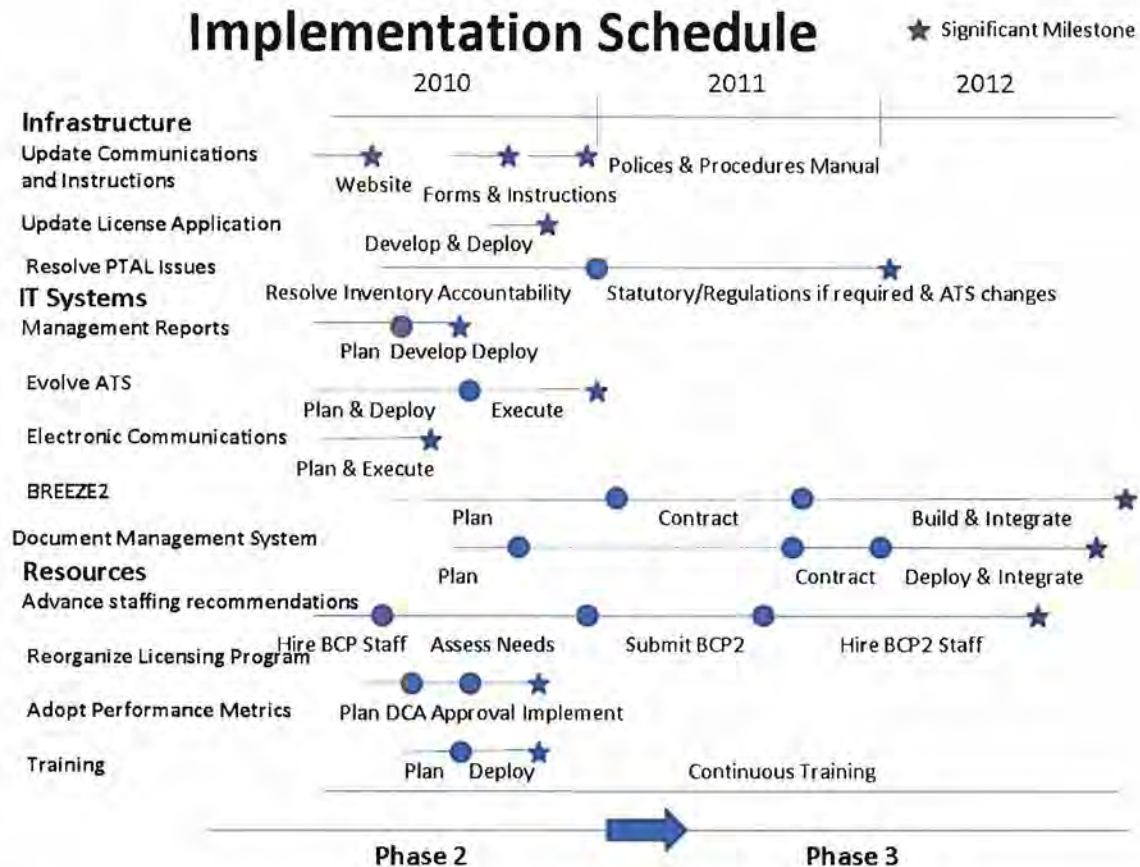 Implementation Schedule
Significant Milestone
2010 2011 2012
Infrastructure
Update Communications
and Instructions
Polices & Procedures Manual
Website
Forms & Instructions
Update License Application
Develop & Deploy
Resolve PTAL Issues
Resolve Inventory Accountability
Statutory/Regulations if required & ATS changes
IT Systems
Management Reports
Plan Develop Deploy
Evolve ATS
Plan & Deploy Execute
Electronic Communications
Plan & Execute
BREEZE2
Plan Contract Build & Integrate
Document Management System
Plan Contract Deploy & Integrate
Resources
Advance staffing recommendations
Hire BCP Staff Assess Needs Submit BCP2 Hire BCP2 Staff
Reorganize Licensing Program
Adopt Performance Metrics
Plan DCA Approval Implement
Training
Plan Deploy Continuous Training
Phase 2 Phase 3